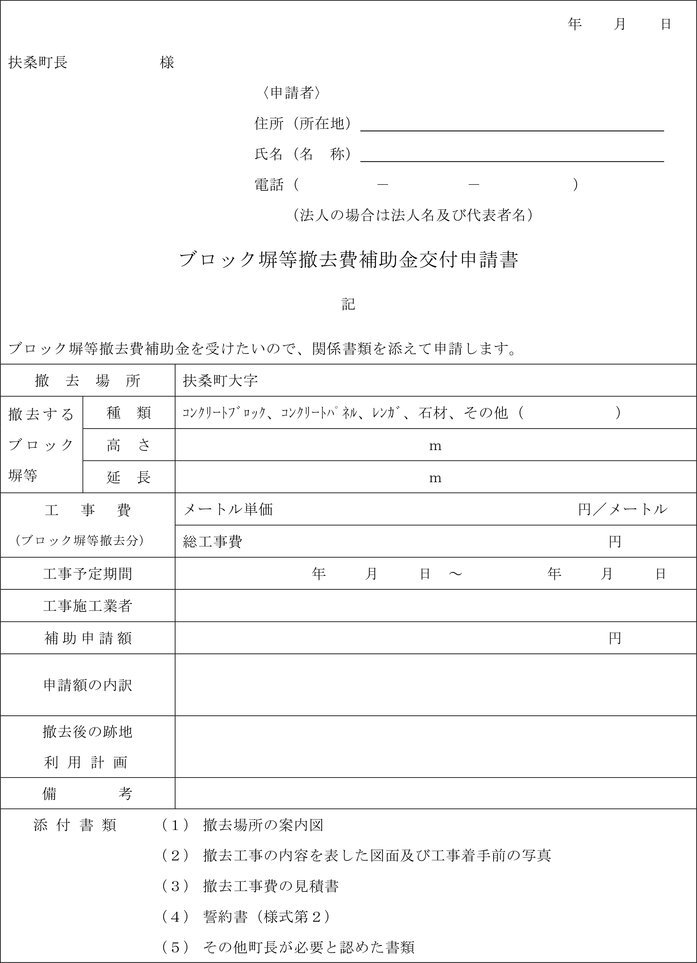 年　　月　　日
扶桑町長　　　　　　様
〈申請者〉
住所（所在地）
氏名（名　称）
電話（　　　　　－　　　　　－　　　　　　）
（法人の場合は法人名及び代表者名）
ブロック塀等撤去費補助金交付申請書
記
ブロック塀等撤去費補助金を受けたいので、関係書類を添えて申請します。
撤　去　場　所　扶桑町大字
撤去する
ブロック
塀等
種　類　ｺﾝｸﾘｰﾄﾌﾞﾛｯｸ、ｺﾝｸﾘｰﾄﾊﾟﾈﾙ、ﾚﾝｶﾞ、石材、その他（　　　　　　）
高　さ　ｍ
延　長　ｍ
工　事　費
（ブロック塀等撤去分）
メートル単価　円／メートル
総工事費　円
工事予定期間　年　　月　　日　～　　　　　年　　月　　日
工事施工業者
補助申請額　円
申請額の内訳
撤去後の跡地
利用計画
備　　　　考
添付書類　（１）　撤去場所の案内図
（２）　撤去工事の内容を表した図面及び工事着手前の写真
（３）　撤去工事費の見積書
（４）　誓約書（様式第２）
（５）　その他町長が必要と認めた書類